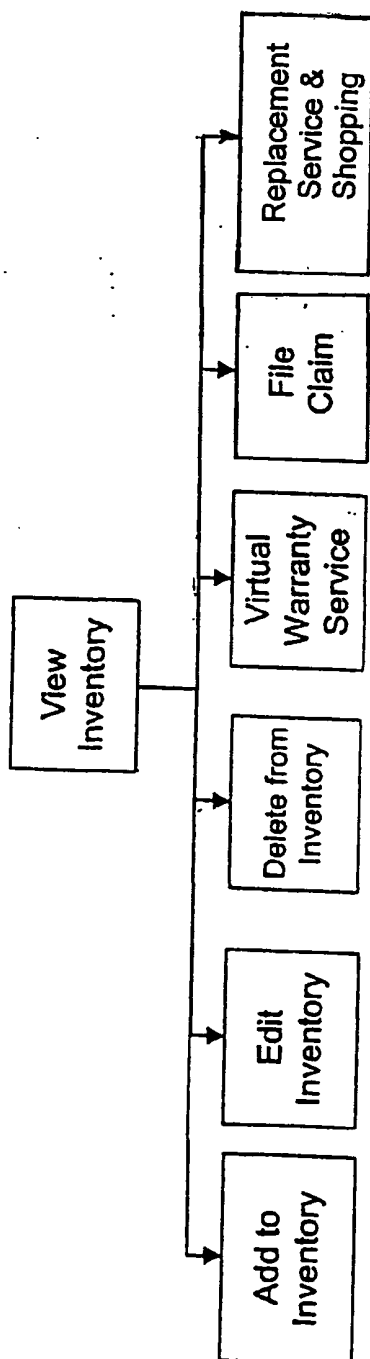 View
Inventory
Add to
Inventory
Edit
Inventory
Delete from
Inventory
Virtual
Warranty
Service
File
Claim
Replacement
Service &
Shopping